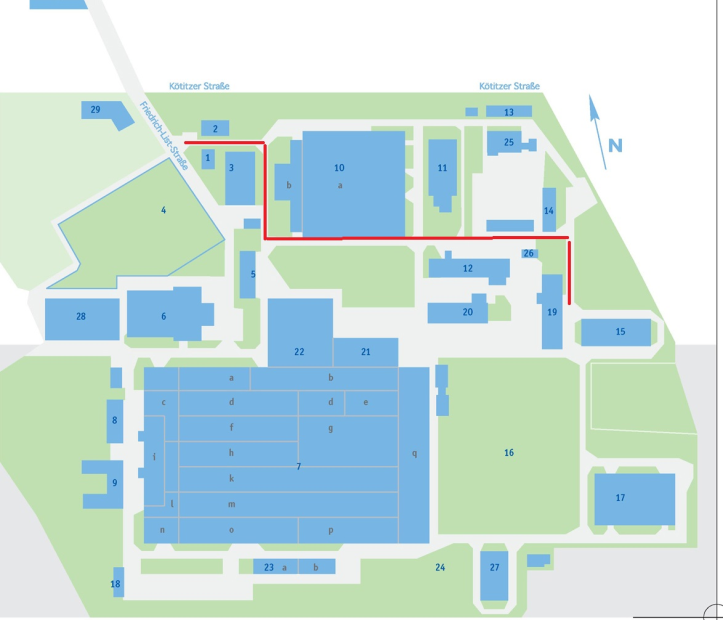 Kötitzer Straße
Kötitzer Straße
Friedrich-List-Straße
N
29
2
13
1
3
10
b
a
11
25
4
14
5
12
26
28
6
20
19
15
22
21
a
b
c
d
d
e
8
f
g
i
h
7
q
16
9
k
l
m
17
n
o
p
18
23
a
b
24
27